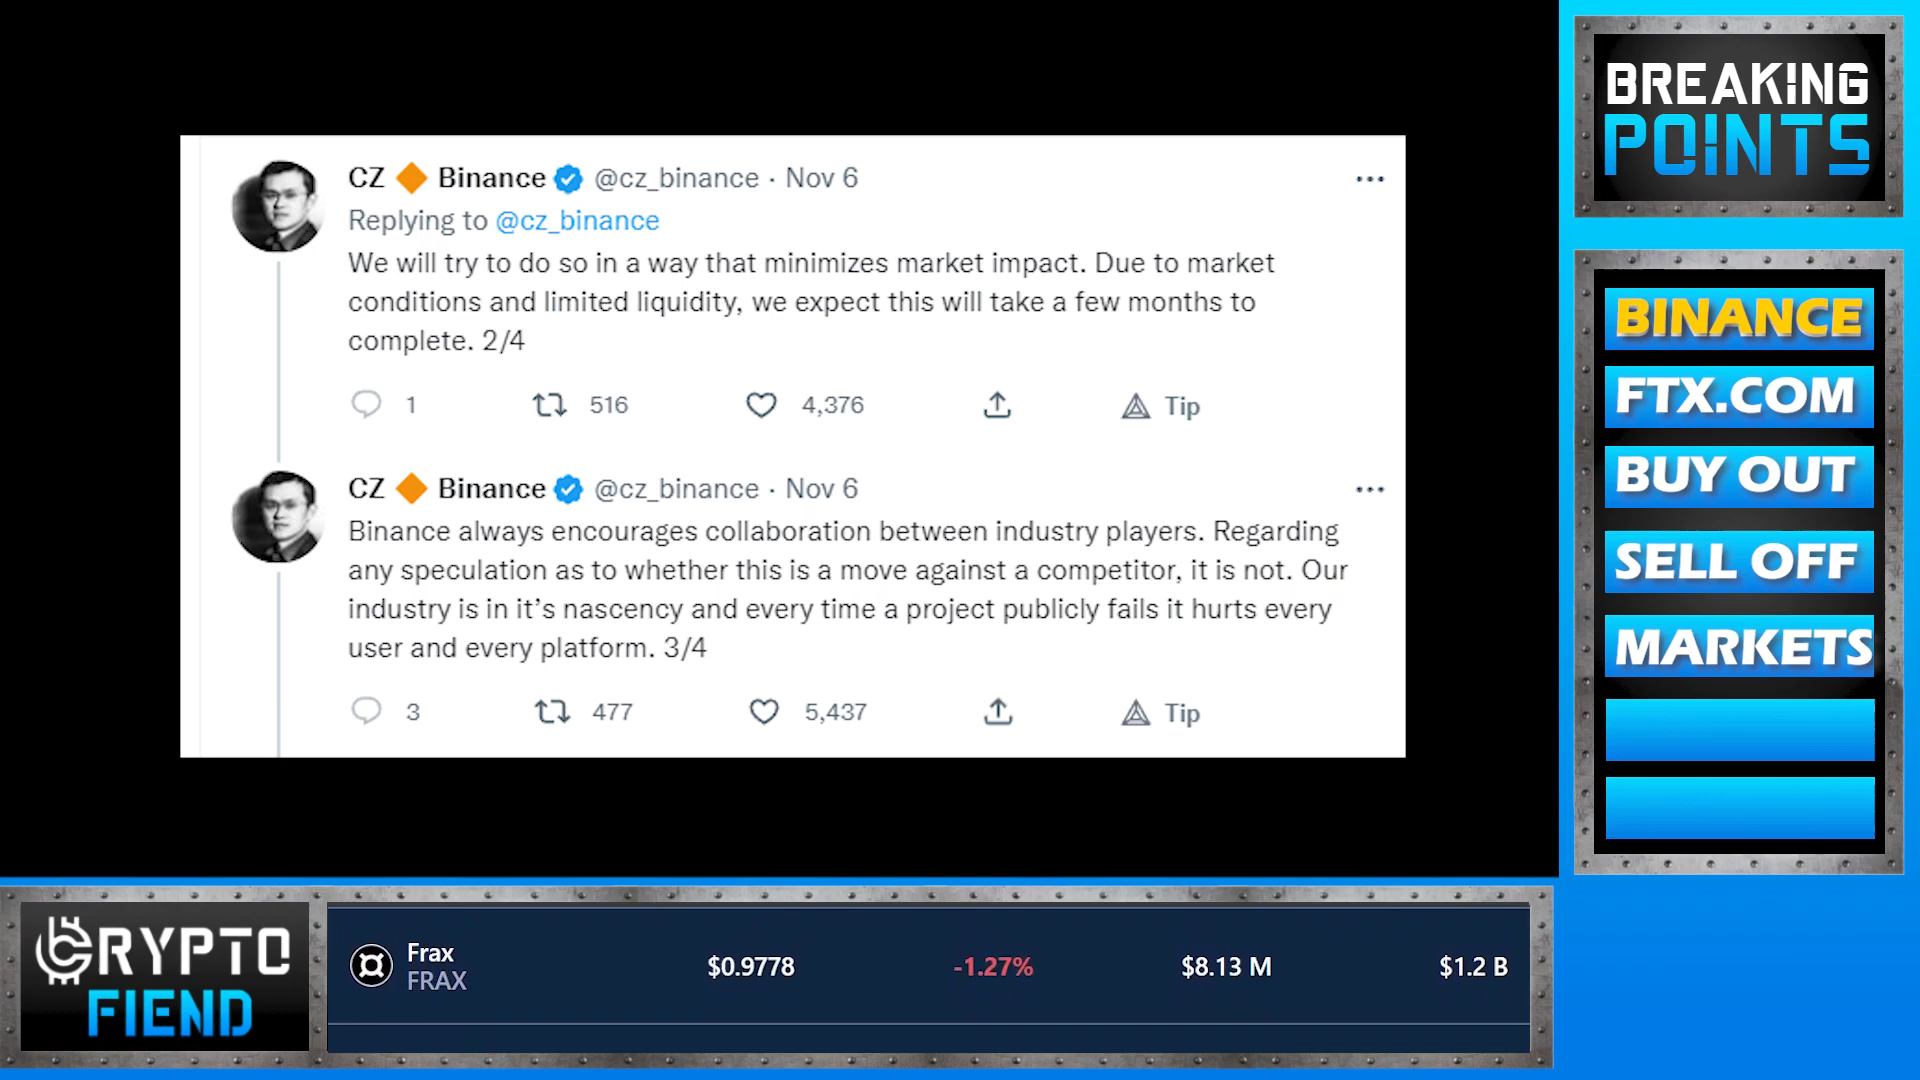 CZ 🔶 Binance @cz_binance · Nov 6
Replying to @cz_binance
We will try to do so in a way that minimizes market impact. Due to market
conditions and limited liquidity, we expect this will take a few months to
complete. 2/4
1 516 4,376 Tip
CZ 🔶 Binance @cz_binance · Nov 6
Binance always encourages collaboration between industry players. Regarding
any speculation as to whether this is a move against a competitor, it is not. Our
industry is in it’s nascency and every time a project publicly fails it hurts every
user and every platform. 3/4
3 477 5,437 Tip
BREAKING
POINTS
BINANCE
FTX.COM
BUY OUT
SELL OFF
MARKETS
CRYPTO
FIEND
Frax $0.9778 -1.27% $8.13 M $1.2 B
FRAX